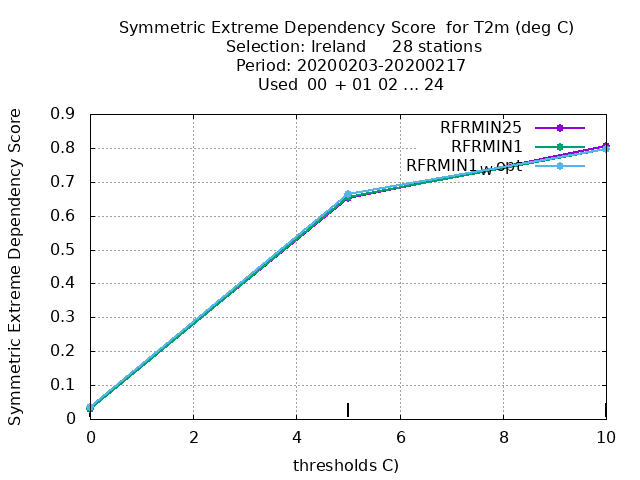 Symmetric Extreme Dependency Score for T2m (deg C)
Selection: Ireland 28 stations
Period: 20200203-20200217
Used 00 + 01 02 ... 24
Symmetric Extreme Dependency Score
0.9
0.8
0.7
0.6
0.5
0.4
0.3
0.2
0.1
0
RFRMIN25
RFRMIN1
RFRMIN1wopt
0 2 4 6 8 10
thresholds C)